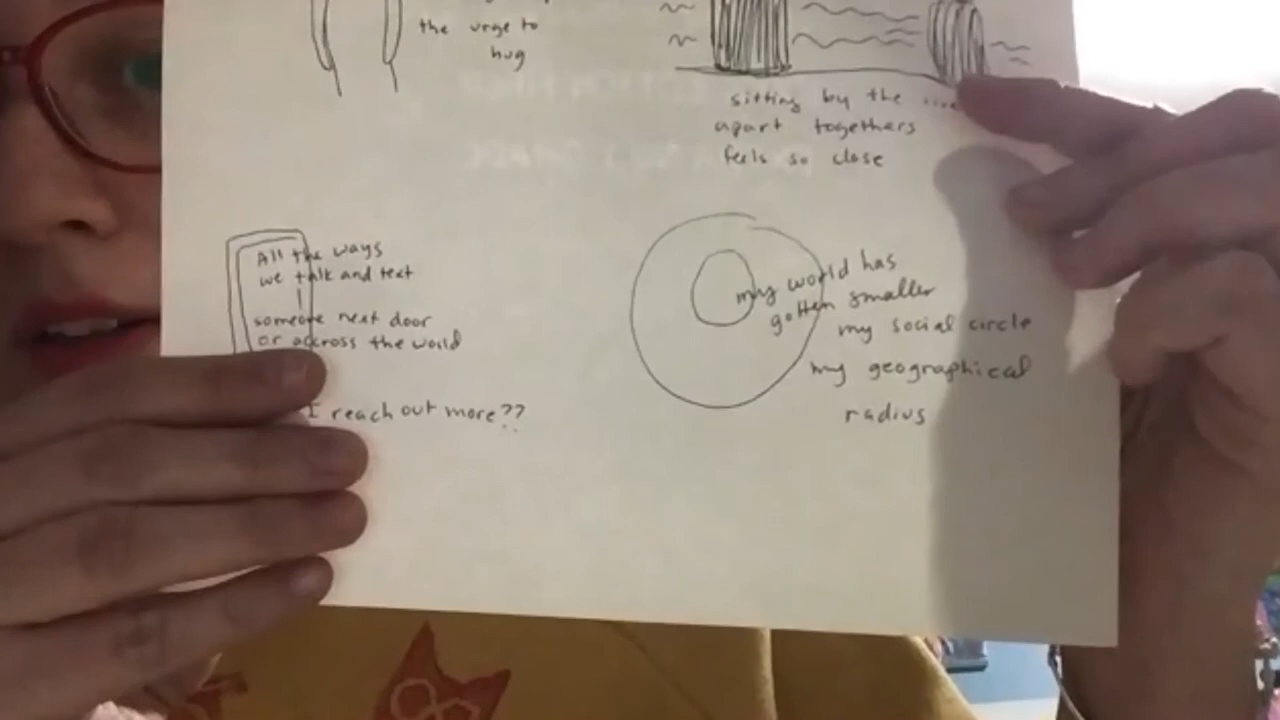 the urge to
hug
sitting by the
apart togethers
feels so close
All the ways
we talk and text
someone next door
or accross the world
I reach out more??
my world has
gotten smaller
my social circle
my geographical
radius